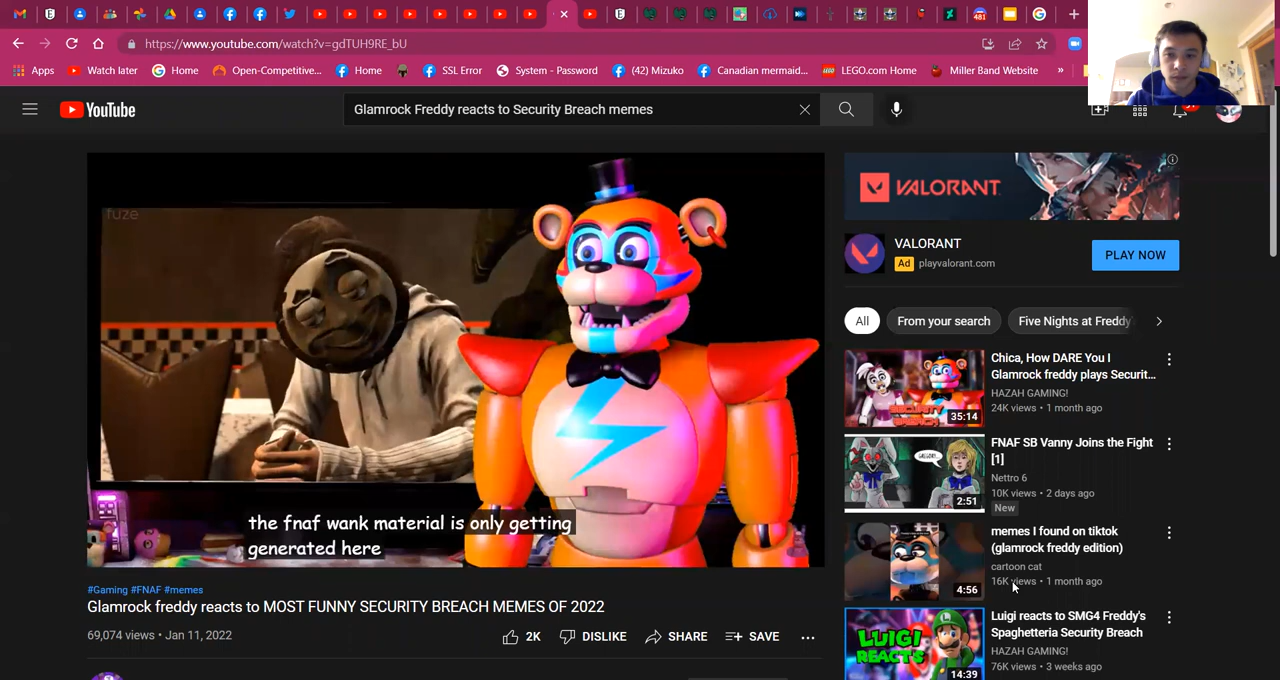 481
https://www.youtube.com/watch?v=gdTUH9RE_bU
Apps Watch later Home Open-Competitive... Home SSL Error System - Password (42) Mizuko Canadian mermaid... LEGO.com Home Miller Band Website »
YouTube
Glamrock Freddy reacts to Security Breach memes
fuze
the fnaf wank material is only getting
generated here
#Gaming #FNAF #memes
Glamrock freddy reacts to MOST FUNNY SECURITY BREACH MEMES OF 2022
69,074 views • Jan 11, 2022
2K DISLIKE SHARE SAVE
VALORANT
VALORANT
Ad playvalorant.com
PLAY NOW
All From your search Five Nights at Freddy'
35:14
Chica, How DARE You I
Glamrock freddy plays Securit...
HAZAH GAMING!
24K views • 1 month ago
2:51
FNAF SB Vanny Joins the Fight
[1]
Nettro 6
10K views • 2 days ago
New
4:56
memes I found on tiktok
(glamrock freddy edition)
cartoon cat
16K views • 1 month ago
LUIGI
REACTS
14:39
Luigi reacts to SMG4 Freddy's
Spaghetteria Security Breach
HAZAH GAMING!
76K views • 3 weeks ago